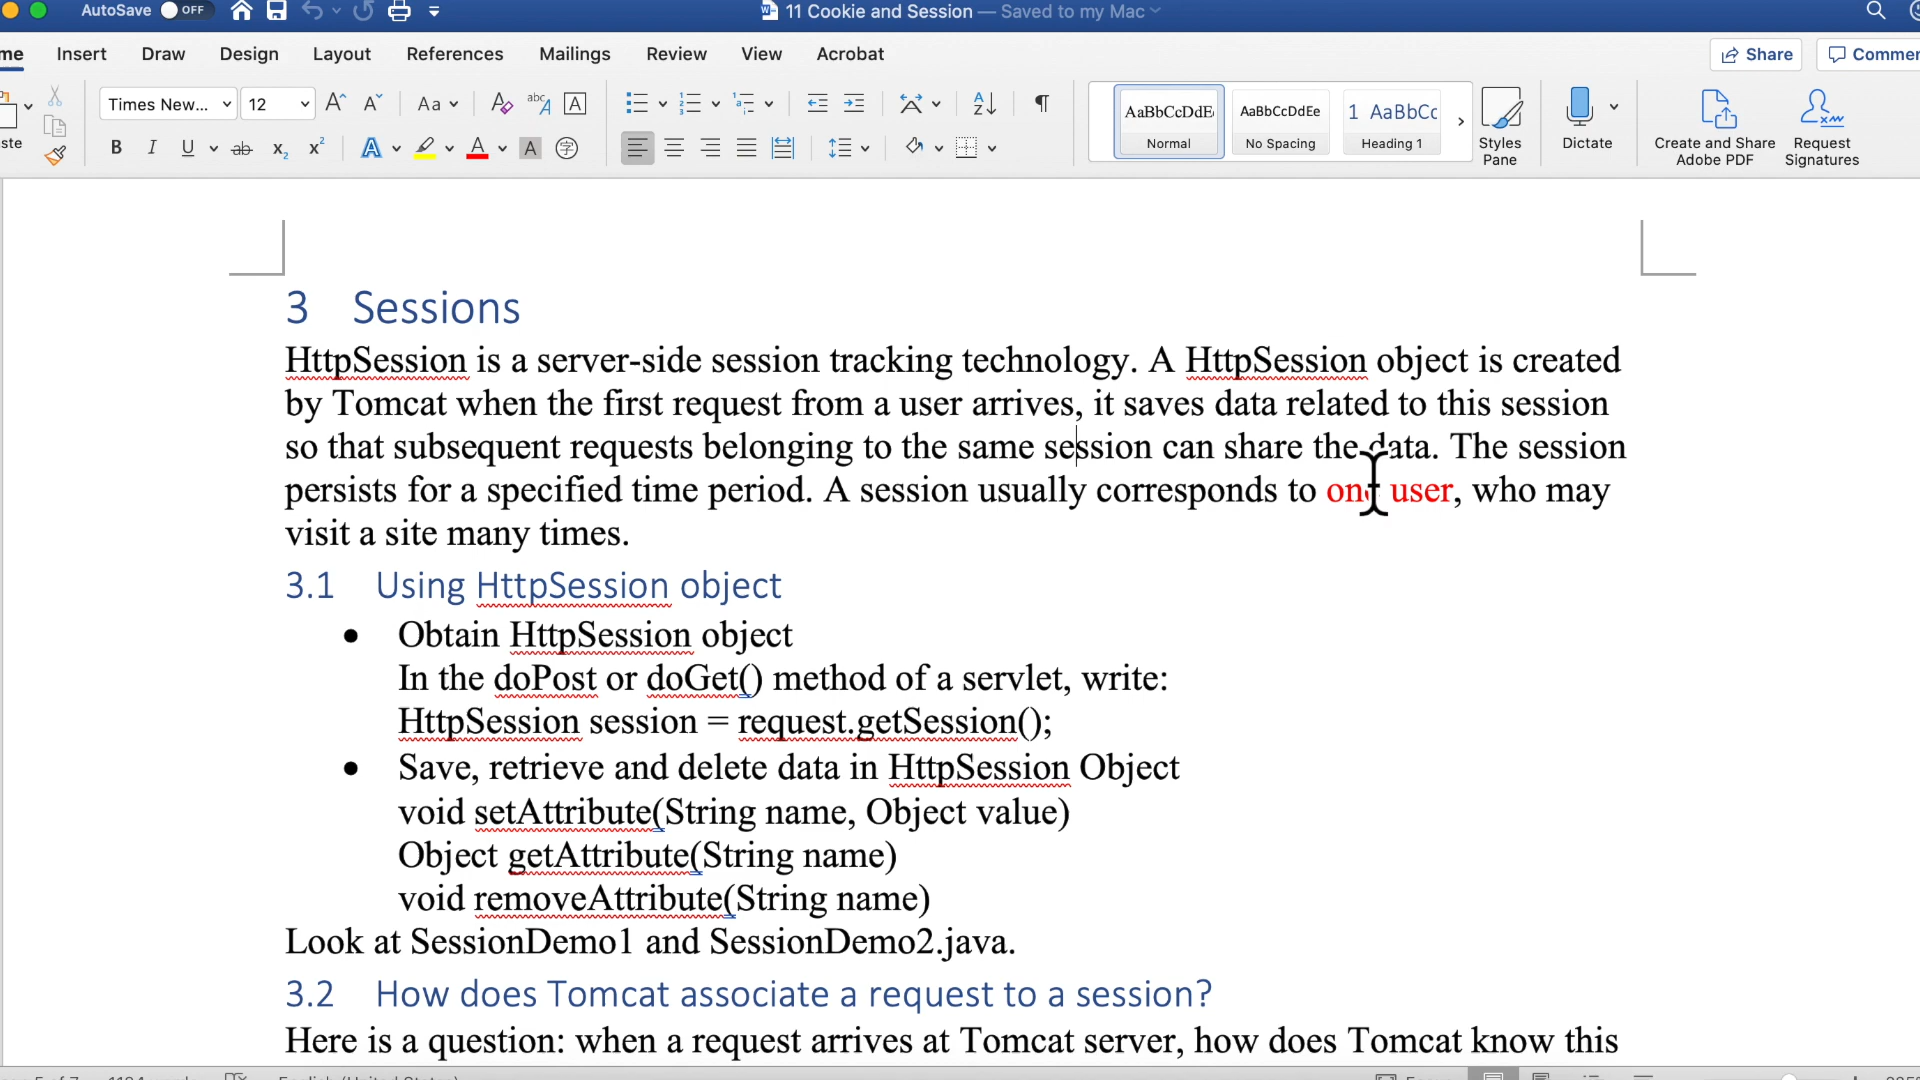 AutoSave OFF
11 Cookie and Session — Saved to my Mac
me Insert Draw Design Layout References Mailings Review View Acrobat
Share
Commer
Times New... 12
Aa
AaBbCcDdE
Normal
AaBbCcDdEe
No Spacing
1 AaBbCc
Heading 1
Styles
Pane
Dictate
Create and Share
Adobe PDF
Request
Signatures
ste
3 Sessions
HttpSession is a server-side session tracking technology. A HttpSession object is created
by Tomcat when the first request from a user arrives, it saves data related to this session
so that subsequent requests belonging to the same session can share the data. The session
persists for a specified time period. A session usually corresponds to one user, who may
visit a site many times.
3.1 Using HttpSession object
• Obtain HttpSession object
In the doPost or doGet() method of a servlet, write:
HttpSession session = request.getSession();
• Save, retrieve and delete data in HttpSession Object
void setAttribute(String name, Object value)
Object getAttribute(String name)
void removeAttribute(String name)
Look at SessionDemo1 and SessionDemo2.java.
3.2 How does Tomcat associate a request to a session?
Here is a question: when a request arrives at Tomcat server, how does Tomcat know this